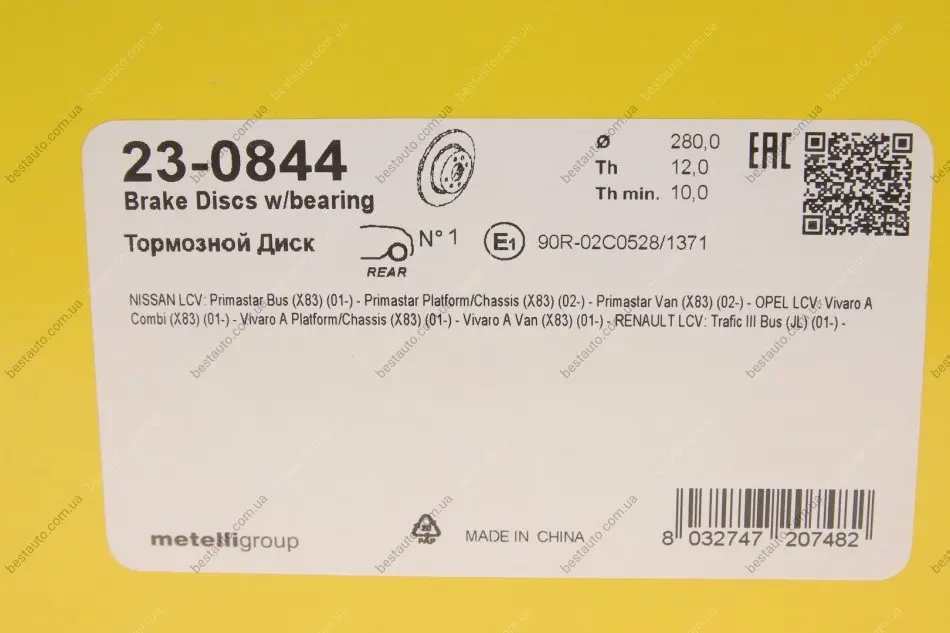 23-0844
Brake Discs w/bearing
Тормозной Диск
REAR
N° 1
E1
90R-02C0528/1371
Ø 280,0
Th 12,0
Th min. 10,0
EAC
NISSAN LCV: Primastar Bus (X83) (01-) - Primastar Platform/Chassis (X83) (02-) - Primastar Van (X83) (02-) - OPEL LCV: Vivaro A
Combi (X83) (01-) - Vivaro A Platform/Chassis (X83) (01-) - Vivaro A Van (X83) (01-) - RENAULT LCV: Trafic III Bus (JL) (01-) -
metelligroup
PAP
MADE IN CHINA
8 032747 207482
bestauto.com.ua